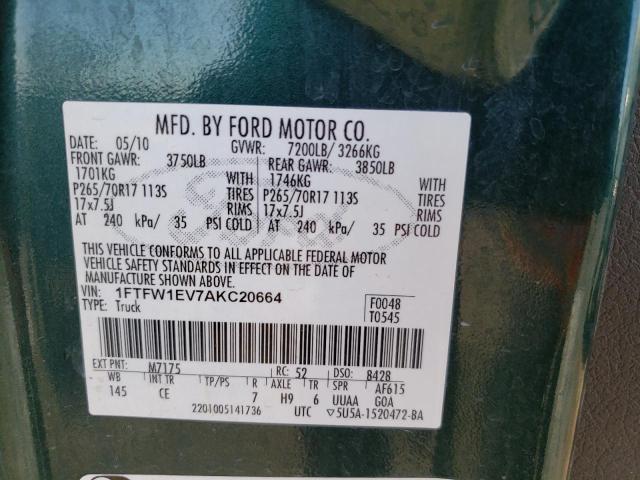 MFD. BY FORD MOTOR CO.
DATE: 05/10 GVWR: 7200LB/ 3266KG
FRONT GAWR: 3750LB REAR GAWR: 3850LB
1701KG WITH 1746KG WITH
P265/70R17 113S TIRES P265/70R17 113S TIRES
17x7.5J RIMS 17x7.5J RIMS
AT 240 kPa/ 35 PSI COLD AT 240 kPa/ 35 PSI COLD
THIS VEHICLE CONFORMS TO ALL APPLICABLE FEDERAL MOTOR
VEHICLE SAFETY STANDARDS IN EFFECT ON THE DATE OF
MANUFACTURE SHOWN ABOVE.
VIN: 1FTFW1EV7AKC20664 F0048
TYPE: Truck T0545
EXT PNT: M7175 RC: 52 DSO: 8428
WB INT TR TP/PS R AXLE TR SPR AF615
145 CE 7 H9 6 UUAA GOA
2201005141736 UTC ▽5U5A-1520472-BA
Ford